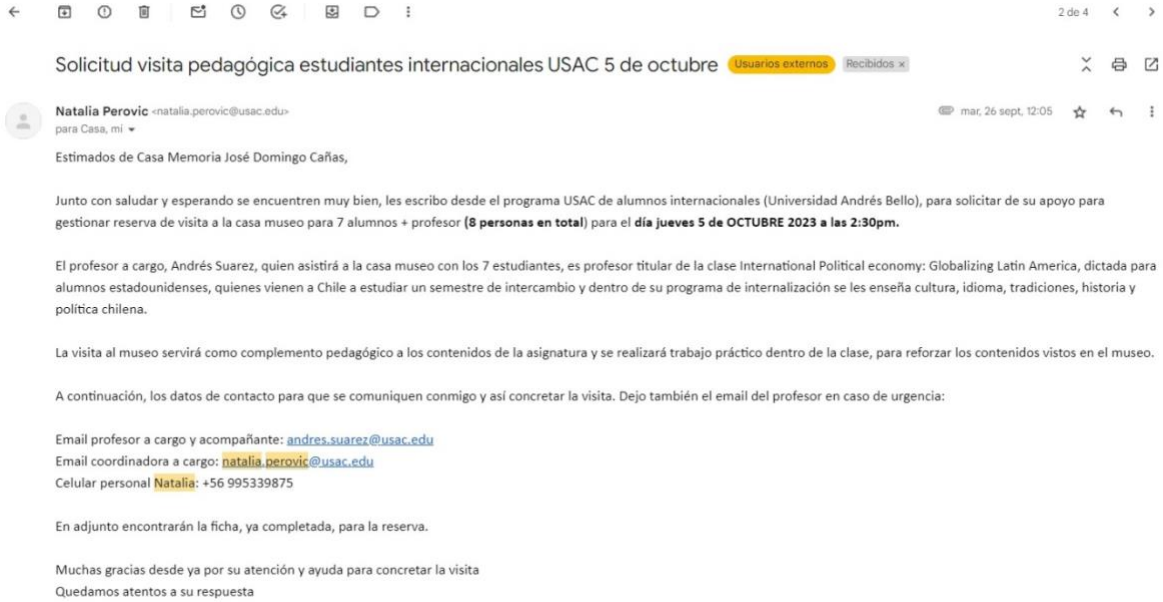 2 de 4
Solicitud visita pedagógica estudiantes internacionales USAC 5 de octubre Usuarios externos Recibidos ×
Natalia Perovic <natalia.perovic@usac.edu> mar, 26 sept, 12:05
para Casa, mí
Estimados de Casa Memoria José Domingo Cañas,
Junto con saludar y esperando se encuentren muy bien, les escribo desde el programa USAC de alumnos internacionales (Universidad Andrés Bello), para solicitar de su apoyo para
gestionar reserva de visita a la casa museo para 7 alumnos + profesor (8 personas en total) para el día jueves 5 de OCTUBRE 2023 a las 2:30pm.
El profesor a cargo, Andrés Suarez, quien asistirá a la casa museo con los 7 estudiantes, es profesor titular de la clase International Political economy: Globalizing Latin America, dictada para
alumnos estadounidenses, quienes vienen a Chile a estudiar un semestre de intercambio y dentro de su programa de internalización se les enseña cultura, idioma, tradiciones, historia y
política chilena.
La visita al museo servirá como complemento pedagógico a los contenidos de la asignatura y se realizará trabajo práctico dentro de la clase, para reforzar los contenidos vistos en el museo.
A continuación, los datos de contacto para que se comuniquen conmigo y así concretar la visita. Dejo también el email del profesor en caso de urgencia:
Email profesor a cargo y acompañante: andres.suarez@usac.edu
Email coordinadora a cargo: natalia.perovic@usac.edu
Celular personal Natalia: +56 995339875
En adjunto encontrarán la ficha, ya completada, para la reserva.
Muchas gracias desde ya por su atención y ayuda para concretar la visita
Quedamos atentos a su respuesta